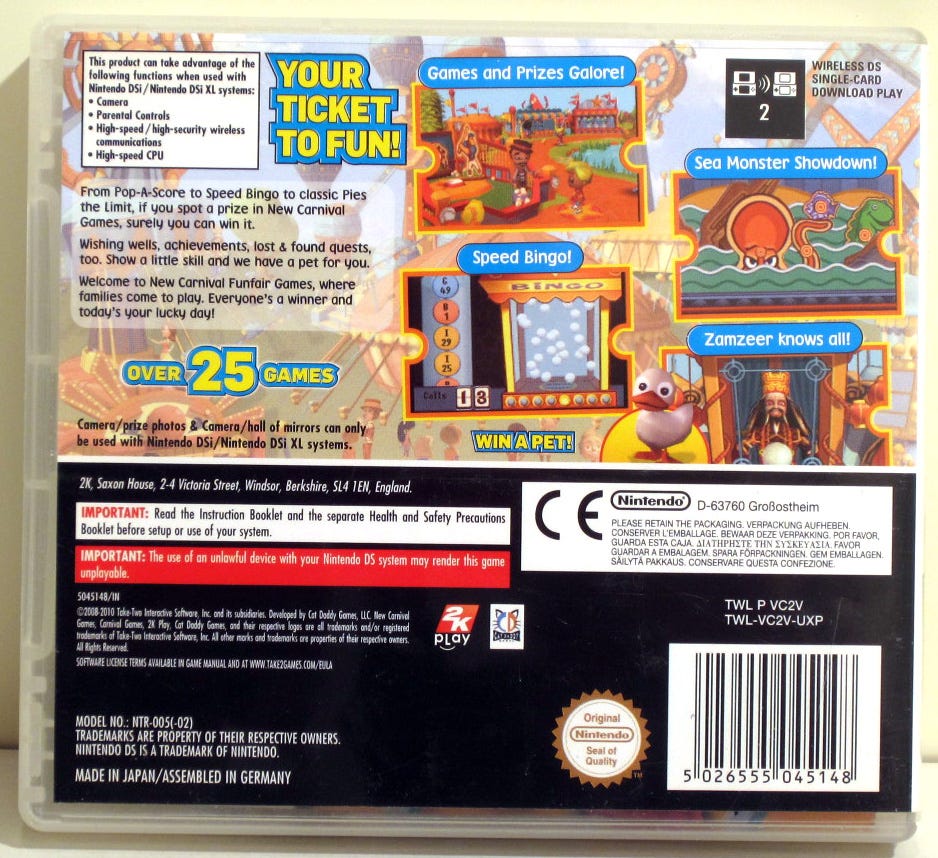 This product can take advantage of the
following functions when used with
Nintendo DSi/Nintendo DSi XL systems:
• Camera
• Parental Controls
• High-speed/high-security wireless
communications
• High-speed CPU
YOUR
TICKET
TO FUN!
Games and Prizes Galore!
2
WIRELESS DS
SINGLE-CARD
DOWNLOAD PLAY
Sea Monster Showdown!
From Pop-A-Score to Speed Bingo to classic Pies
the Limit, if you spot a prize in New Carnival
Games, surely you can win it.
Wishing wells, achievements, lost & found quests,
too. Show a little skill and we have a pet for you.
Welcome to New Carnival Funfair Games, where
families come to play. Everyone's a winner and
today's your lucky day!
Speed Bingo!
BINGO
G
49
B
1
I
29
I
25
Calls 13
Zamzeer knows all!
OVER 25 GAMES
WIN A PET!
Camera/prize photos & Camera/hall of mirrors can only
be used with Nintendo DSi/Nintendo DSi XL systems.
2K, Saxon House, 2-4 Victoria Street, Windsor, Berkshire, SL4 1EN, England.
IMPORTANT: Read the Instruction Booklet and the separate Health and Safety Precautions
Booklet before setup or use of your system.
IMPORTANT: The use of an unlawful device with your Nintendo DS system may render this game
unplayable.
CE
Nintendo
D-63760 Großostheim
PLEASE RETAIN THE PACKAGING. VERPACKUNG AUFHEBEN.
CONSERVER L'EMBALLAGE. BEWAAR DEZE VERPAKKING. POR FAVOR,
GUARDA ESTA CAJA. ΔΙΑΤΗΡΗΣΤΕ ΤΗΝ ΣΥΣΚΕΥΑΣΙΑ. FAVOR
GUARDAR A EMBALAGEM. SPARA FÖRPACKNINGEN. GEM EMBALLAGEN.
SÄILYTÄ PAKKAUS. CONSERVARE QUESTA CONFEZIONE.
5045148/IN
©2008-2010 Take-Two Interactive Software, Inc. and its subsidiaries. Developed by Cat Daddy Games, LLC. New Carnival
Games, Carnival Games, 2K Play, Cat Daddy Games, and their respective logos are all trademarks and/or registered
trademarks of Take-Two Interactive Software, Inc. All other marks and trademarks are properties of their respective owners.
All Rights Reserved.
SOFTWARE LICENSE TERMS AVAILABLE IN GAME MANUAL AND AT WWW.TAKE2GAMES.COM/EULA
2K
PLAY
TWL P VC2V
TWL-VC2V-UXP
MODEL NO.: NTR-005(-02)
TRADEMARKS ARE PROPERTY OF THEIR RESPECTIVE OWNERS.
NINTENDO DS IS A TRADEMARK OF NINTENDO.
MADE IN JAPAN/ASSEMBLED IN GERMANY
Original
Nintendo
Seal of
Quality
TM
5 026555 045148